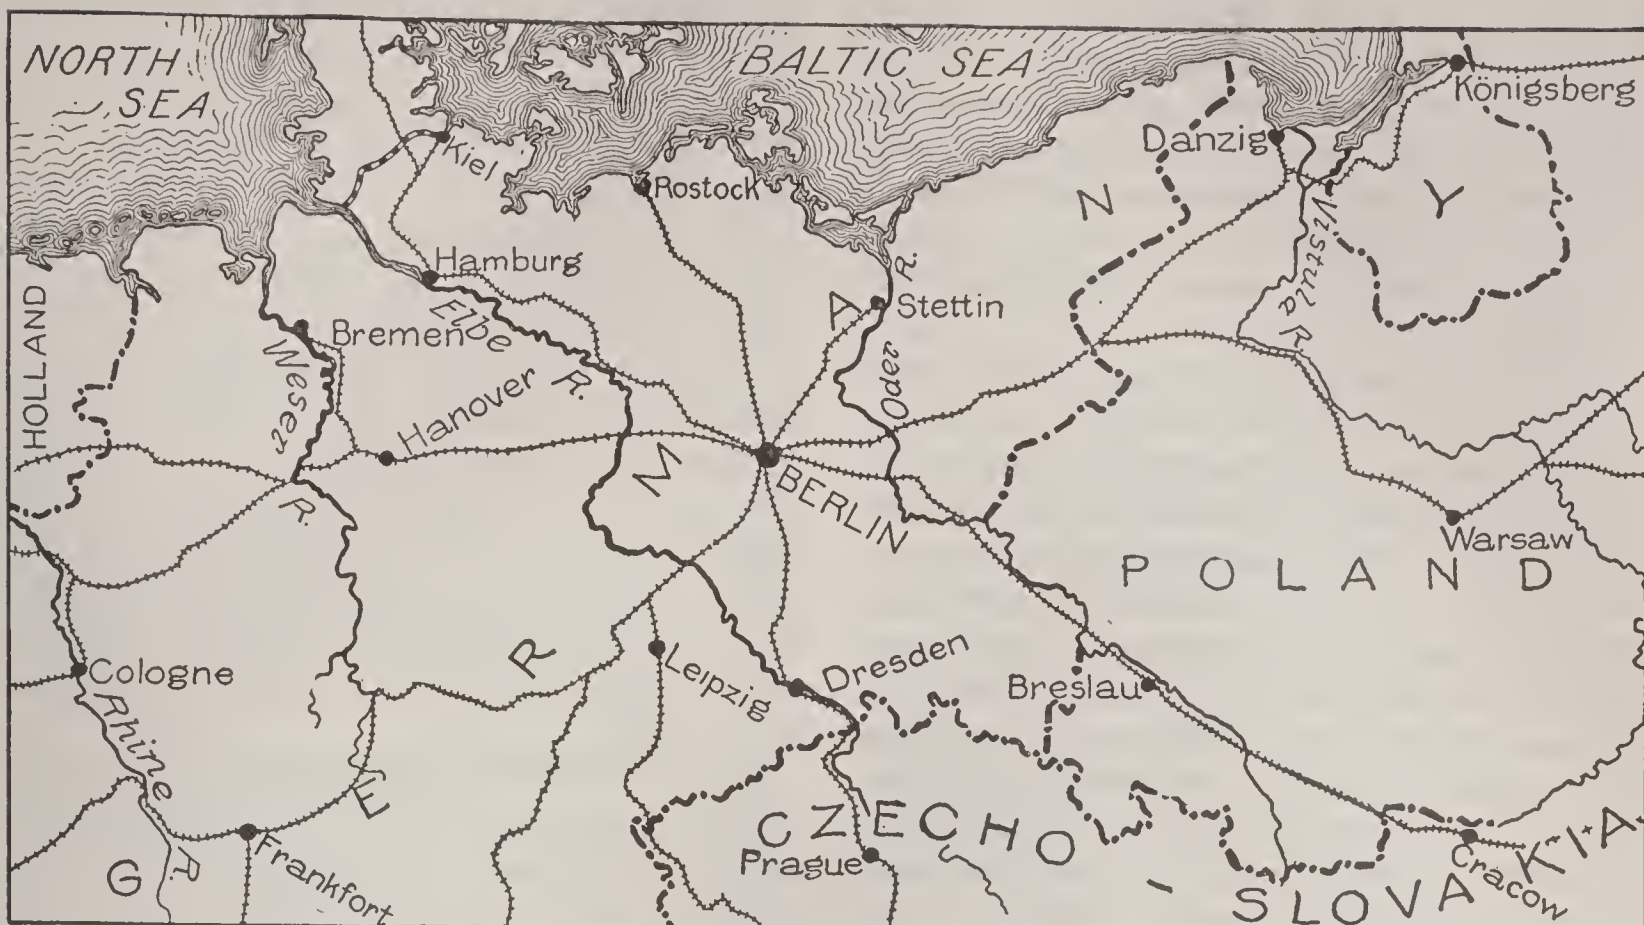 NORTH
SEA
BALTIC SEA
Königsberg
Kiel
Danzig
Rostock
N
Y
Vistula R.
Hamburg
R.
A
Stettin
HOLLAND
Bremen
Elbe R.
Weser R.
Oder
Hanover
M
BERLIN
Warsaw
POLAND
R
Cologne
Leipzig
Dresden
Breslau
Rhine R.
E
CZECHO-
SLOVAKIA
Prague
Cracow
G
Frankfort